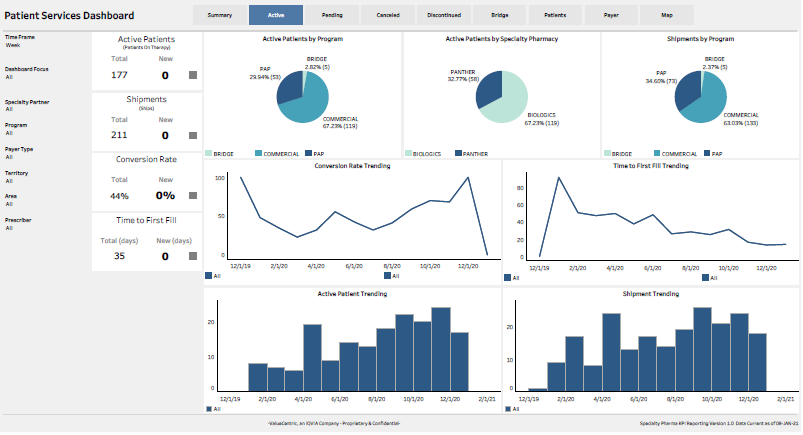 Patient Services Dashboard
Summary Active Pending Canceled Discontinued Bridge Patients Payer Map
Time Frame
Week
Dashboard Focus
All
Specialty Partner
All
Program
All
Payer Type
All
Territory
All
Area
All
Prescriber
All
Active Patients
(Patients On Therapy)
Total New
177 0
Shipments
Total New
211 0
Conversion Rate
Total New
44% 0%
Time to First Fill
Total (days) New (days)
35 0
Active Patients by Program
BRIDGE
2.82% (5)
PAP
29.94% (53)
COMMERCIAL
67.23% (119)
BRIDGE COMMERCIAL PAP
Active Patients by Specialty Pharmacy
PANTHER
32.77% (58)
BIOLOGICS
67.23% (119)
BIOLOGICS PANTHER
Shipments by Program
BRIDGE
2.37% (5)
PAP
34.60% (73)
COMMERCIAL
63.03% (133)
BRIDGE COMMERCIAL PAP
Conversion Rate Trending
100
50
0
12/1/19 2/1/20 4/1/20 6/1/20 8/1/20 10/1/20 12/1/20
All All
Time to First Fill Trending
80
60
40
20
0
12/1/19 2/1/20 4/1/20 6/1/20 8/1/20 10/1/20 12/1/20
All All
Active Patient Trending
20
10
0
12/1/19 2/1/20 4/1/20 6/1/20 8/1/20 10/1/20 12/1/20 2/1/21
All
Shipment Trending
20
10
0
12/1/19 2/1/20 4/1/20 6/1/20 8/1/20 10/1/20 12/1/20 2/1/21
All
-ValueCentric, an IQVIA Company - Proprietary & Confidential-
Specialty Pharma KPI Reporting Version 1.0 Data Current as of 08-JAN-21